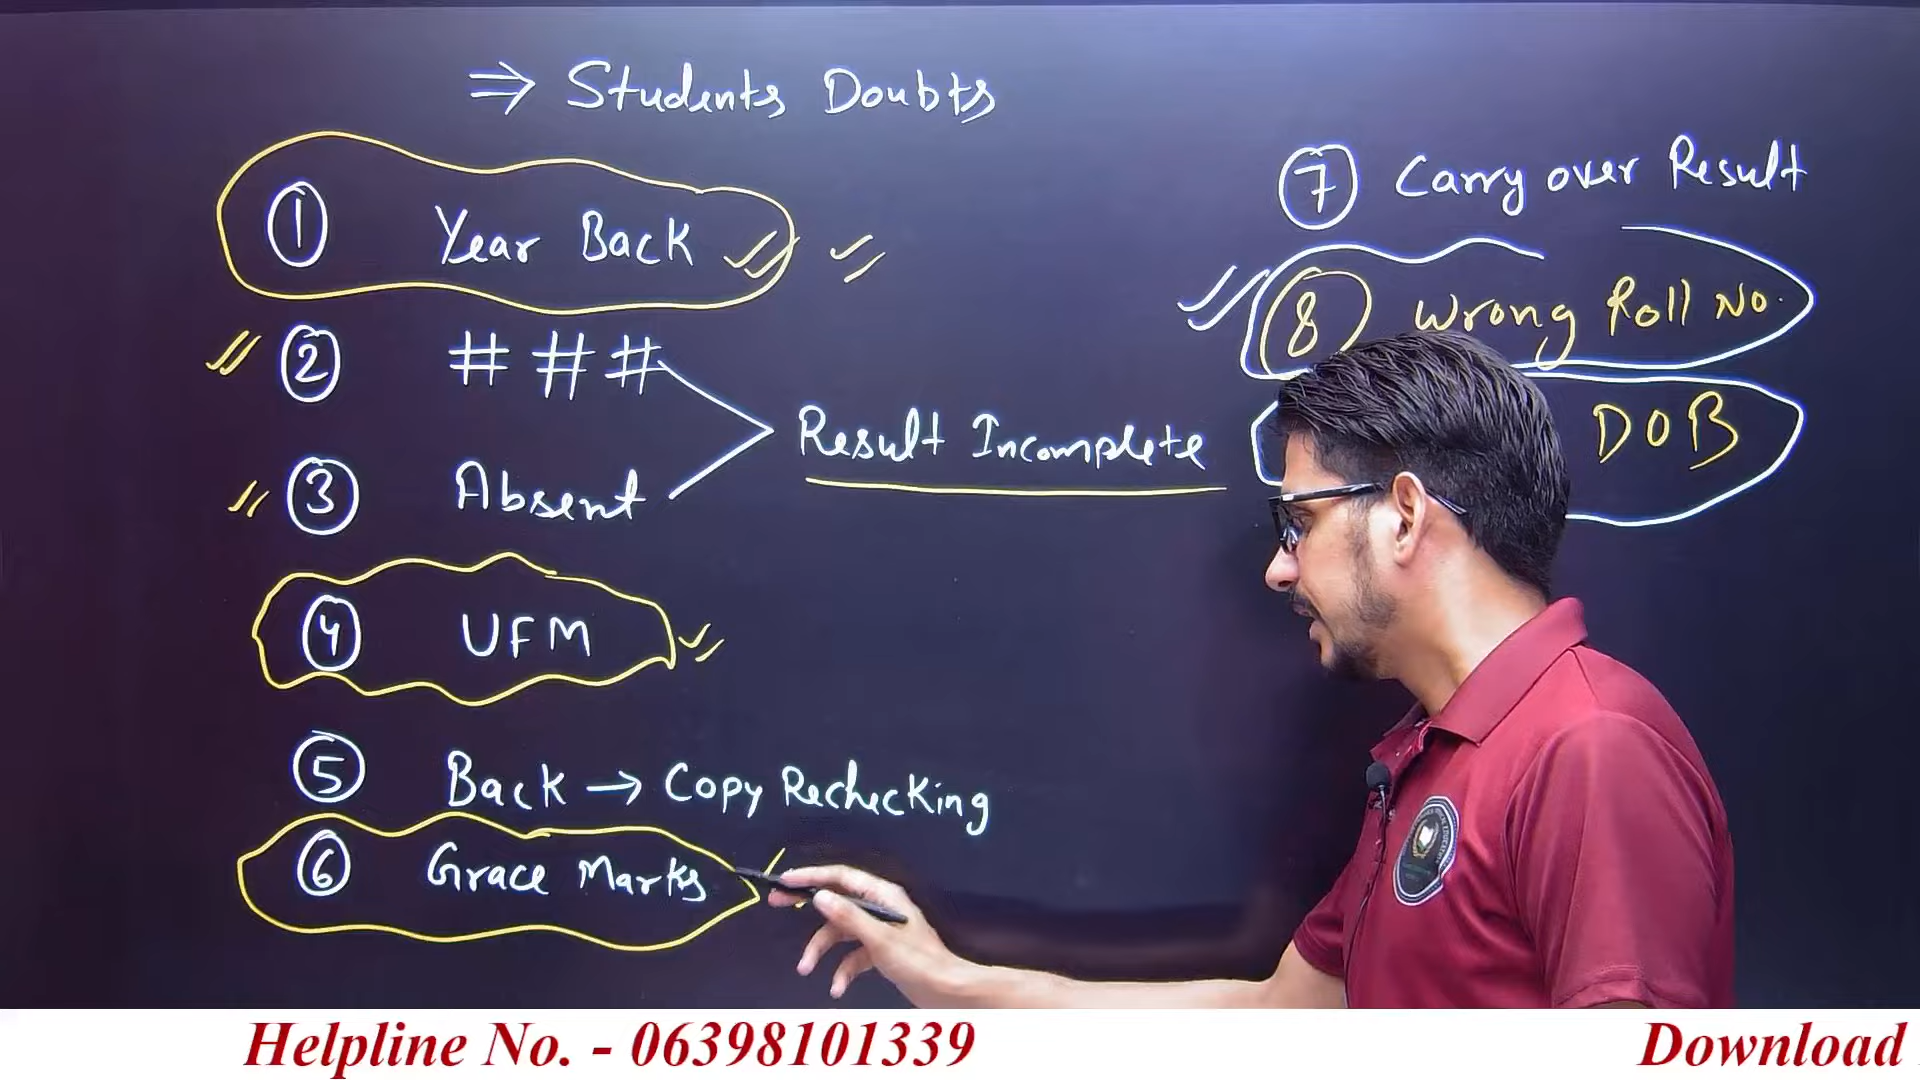 ⇒ Students Doubts
① Year Back
② # # #
③ Absent
Result Incomplete
④ UFM
⑤ Back → Copy Rechecking
⑥ Grace Marks
⑦ Carry over Result
⑧ Wrong Roll No.
DOB
Helpline No. - 06398101339
Download